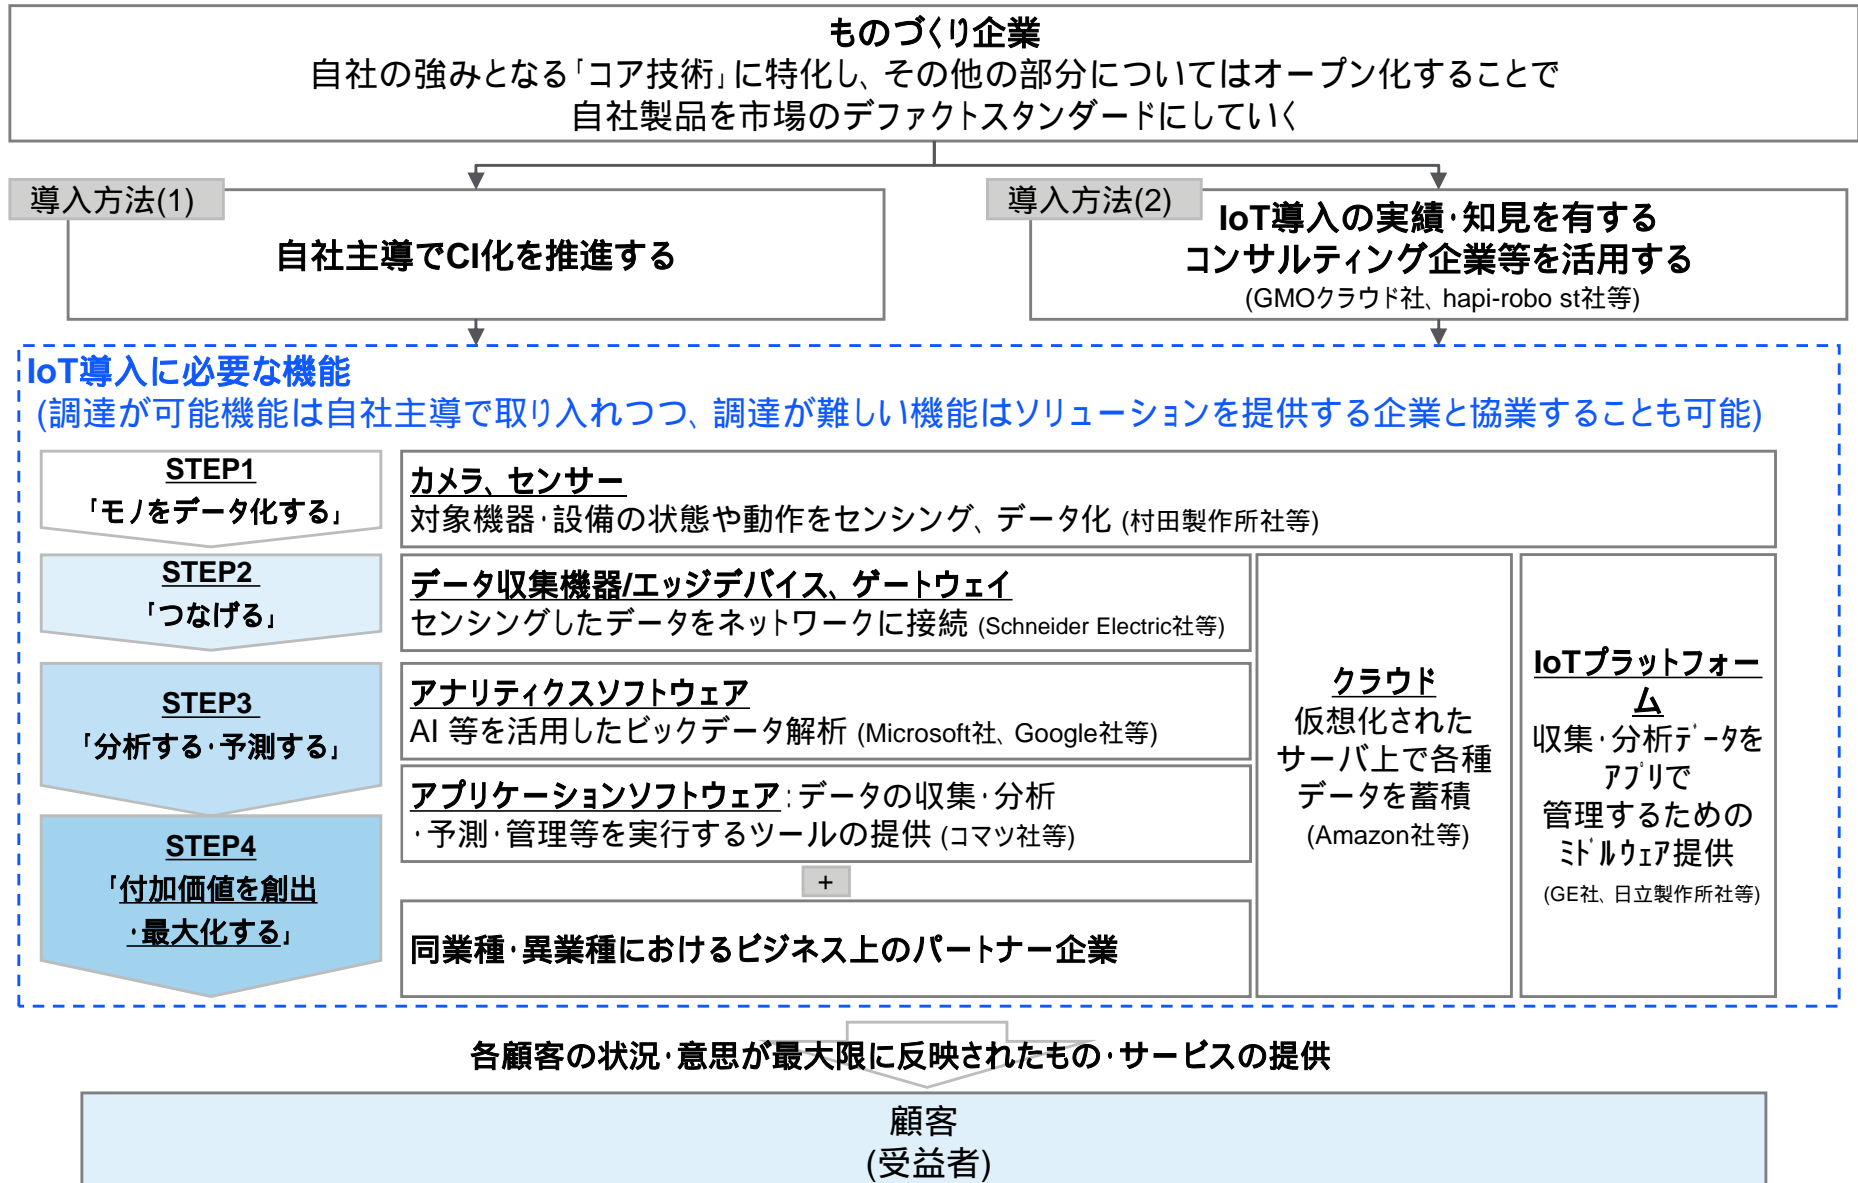 ものづくり企業
自社の強みとなる「コア技術」に特化し、その他の部分についてはオープン化することで
自社製品を市場のデファクトスタンダードにしていく
導入方法(1)
自社主導でCI化を推進する
導入方法(2)
IoT導入の実績・知見を有する
コンサルティング企業等を活用する
(GMOクラウド社、hapi-robo st社等)
IoT導入に必要な機能
(調達が可能機能は自社主導で取り入れつつ、調達が難しい機能はソリューションを提供する企業と協業することも可能)
STEP1
「モノをデータ化する」
カメラ、センサー
対象機器・設備の状態や動作をセンシング、データ化 (村田製作所社等)
STEP2
「つなげる」
データ収集機器/エッジデバイス、ゲートウェイ
センシングしたデータをネットワークに接続 (Schneider Electric社等)
STEP3
「分析する・予測する」
アナリティクスソフトウェア
AI 等を活用したビックデータ解析 (Microsoft社、Google社等)
アプリケーションソフトウェア：データの収集・分析
・予測・管理等を実行するツールの提供 (コマツ社等)
STEP4
「付加価値を創出
・最大化する」
+
同業種・異業種におけるビジネス上のパートナー企業
クラウド
仮想化された
サーバ上で各種
データを蓄積
(Amazon社等)
IoTプラットフォー
ム
収集・分析ﾃﾞｰﾀを
ｱﾌﾟﾘで
管理するための
ﾐﾄﾞﾙｳｪｱ提供
(GE社、日立製作所社等)
各顧客の状況・意思が最大限に反映されたもの・サービスの提供
顧客
(受益者)